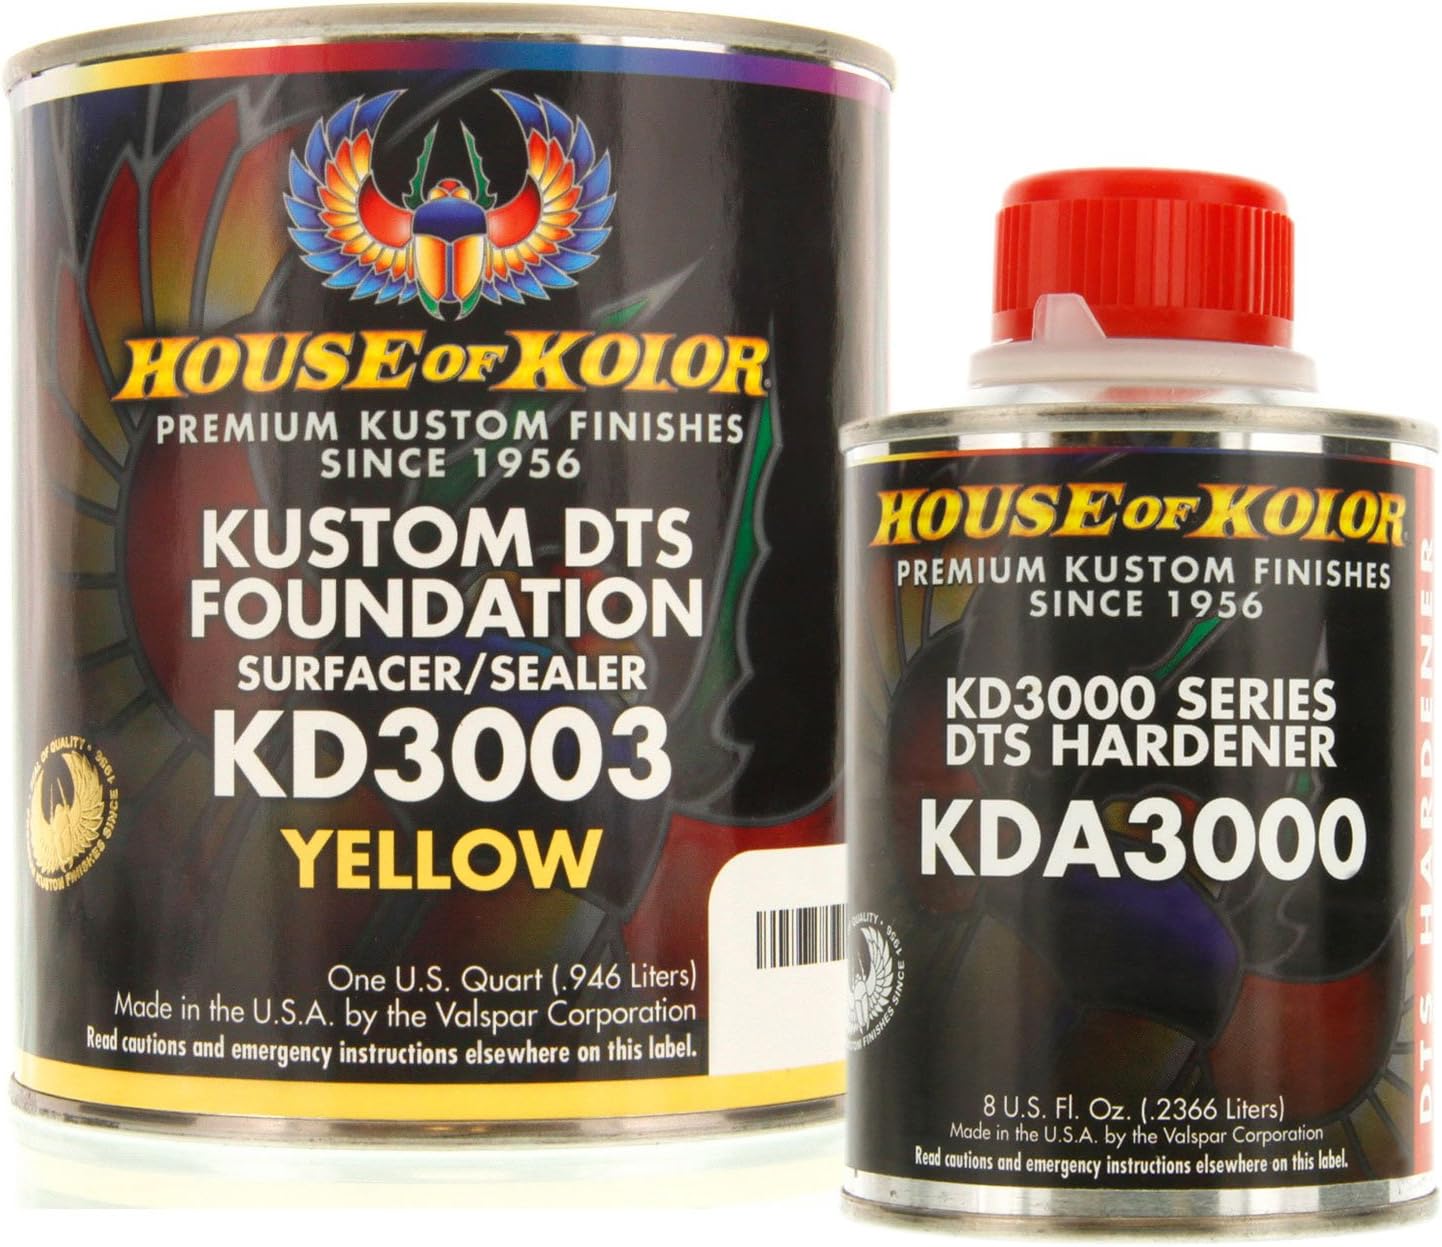 HOUSE OF KOLOR
PREMIUM KUSTOM FINISHES
SINCE 1956
KUSTOM DTS
FOUNDATION
SURFACER/SEALER
KD3003
YELLOW
One U.S. Quart (.946 Liters)
Made in the U.S.A. by the Valspar Corporation
Read cautions and emergency instructions elsewhere on this label.
HOUSE OF KOLOR
PREMIUM KUSTOM FINISHES
SINCE 1956
KD3000 SERIES
DTS HARDENER
KDA3000
8 U.S. Fl. Oz. (.2366 Liters)
Made in the U.S.A. by the Valspar Corporation
Read cautions and emergency instructions elsewhere on this label.
DTS HARDENER